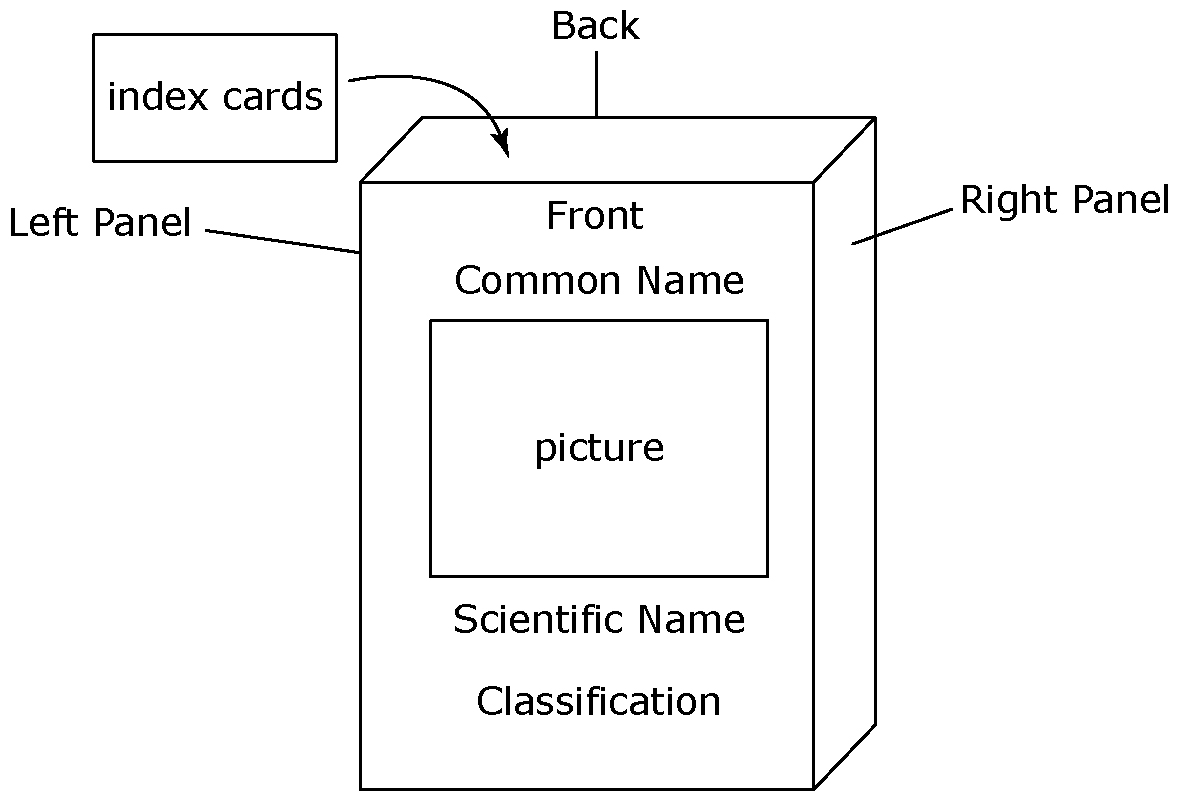 Back
index cards
Left Panel
Right Panel
Front
Common Name
picture
Scientific Name
Classification